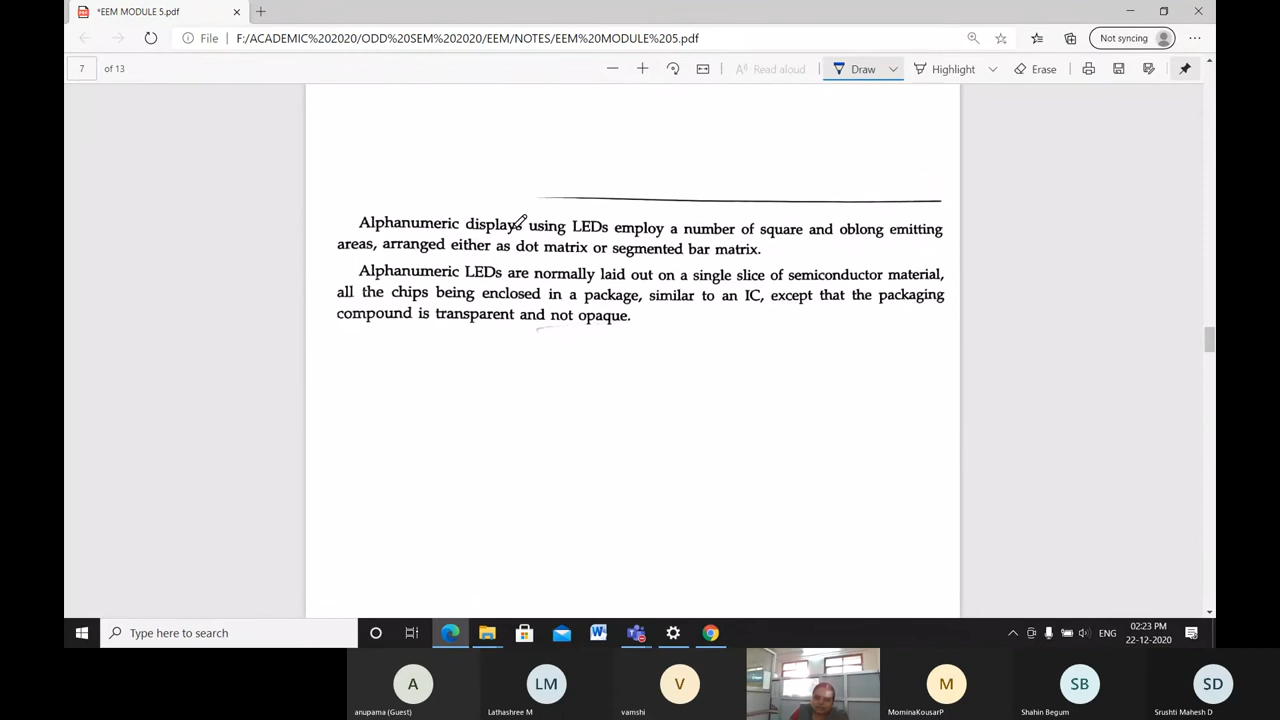 *EEM MODULE 5.pdf
File F:/ACADEMIC%202020/ODD%20SEM%202020/EEM/NOTES/EEM%20MODULE%205.pdf
Not syncing
7 of 13
Read aloud
Draw
Highlight
Erase
Alphanumeric displays using LEDs employ a number of square and oblong emitting
areas, arranged either as dot matrix or segmented bar matrix.
Alphanumeric LEDs are normally laid out on a single slice of semiconductor material,
all the chips being enclosed in a package, similar to an IC, except that the packaging
compound is transparent and not opaque.
Type here to search
ENG
02:23 PM
22-12-2020
A
LM
V
M
SB
SD
anupama (Guest)
Lathashree M
vamshi
MominaKousarP
Shahin Begum
Srushti Mahesh D